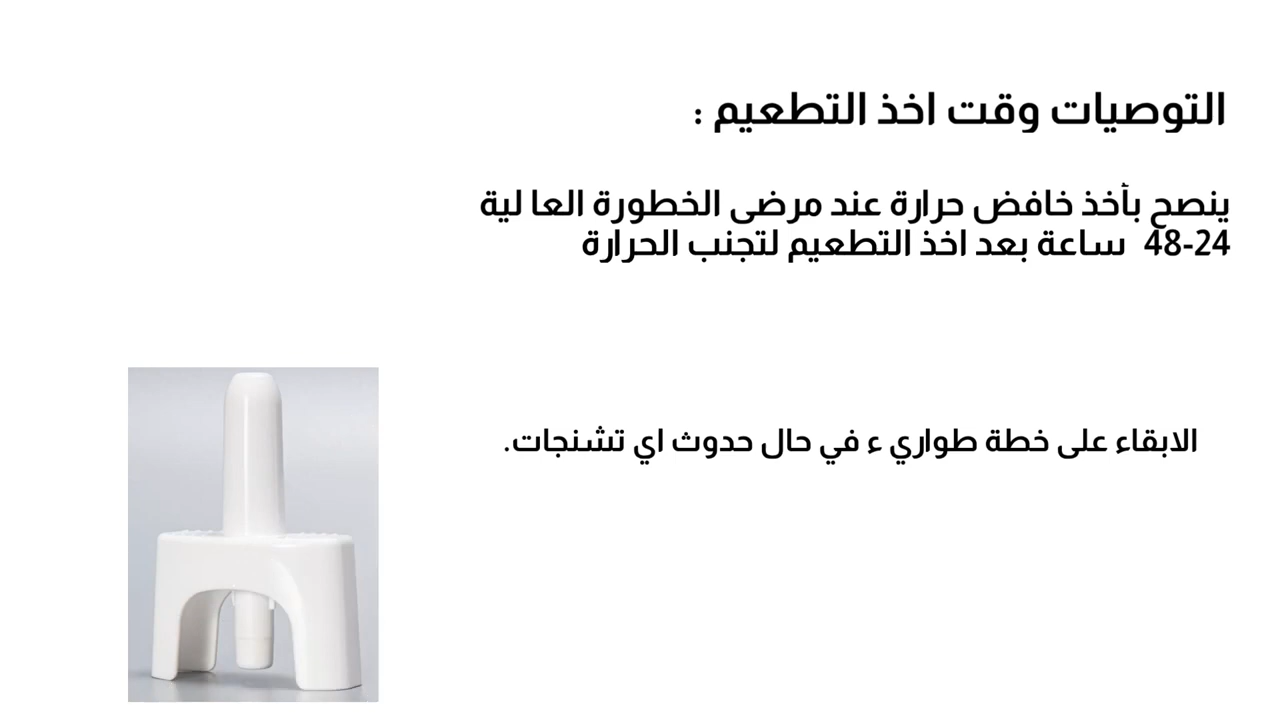 التوصيات وقت اخذ التطعيم :
ينصح بأخذ خافض حرارة عند مرضى الخطورة العا لية
48-24 ساعة بعد اخذ التطعيم لتجنب الحرارة
الابقاء على خطة طواري ء في حال حدوث اي تشنجات.